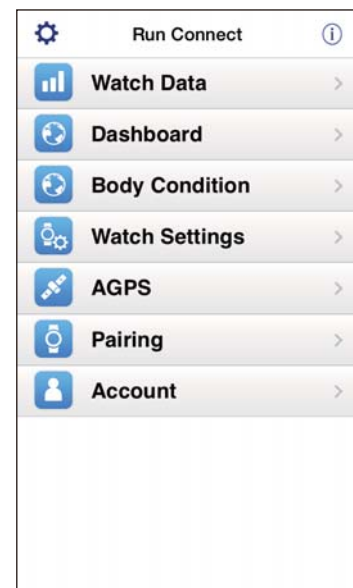 Run Connect
Watch Data
Dashboard
Body Condition
Watch Settings
AGPS
Pairing
Account